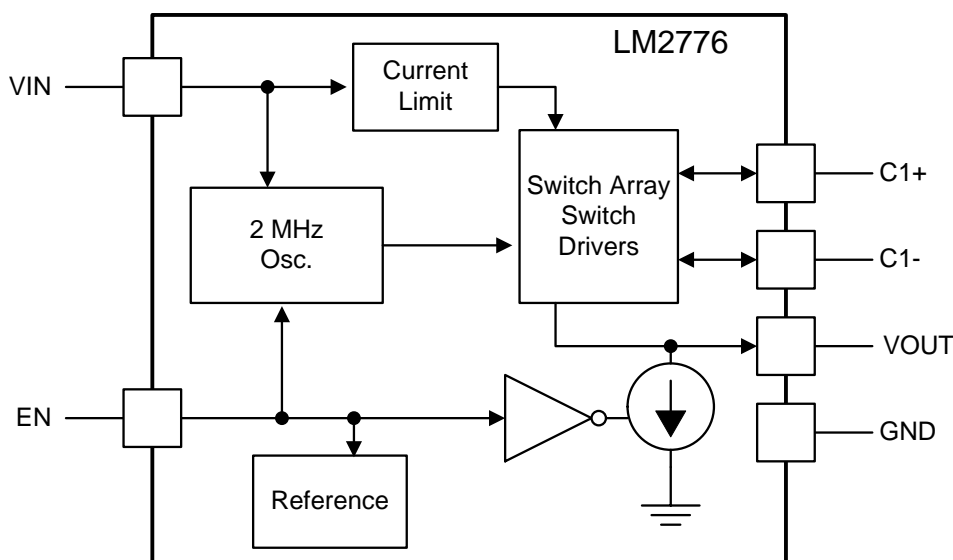 LM2776
VIN
Current
Limit
Switch Array
Switch
Drivers
C1+
2 MHz
Osc.
C1-
VOUT
EN
GND
Reference